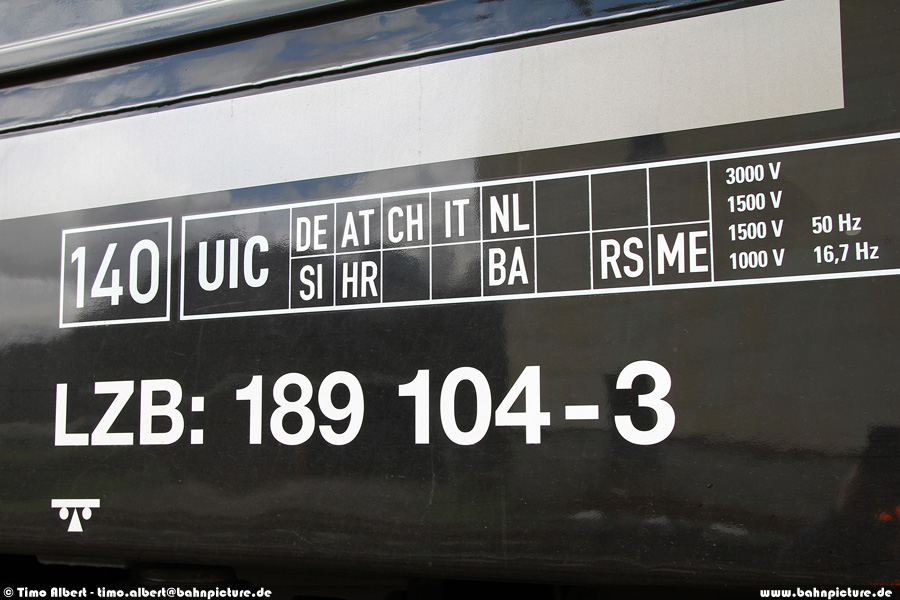 140 UIC DE AT CH IT NL
SI HR BA RS ME
3000 V
1500 V
1500 V 50 Hz
1000 V 16,7 Hz
LZB: 189 104-3
© Timo Albert - timo.albert@bahnpicture.de www.bahnpicture.de